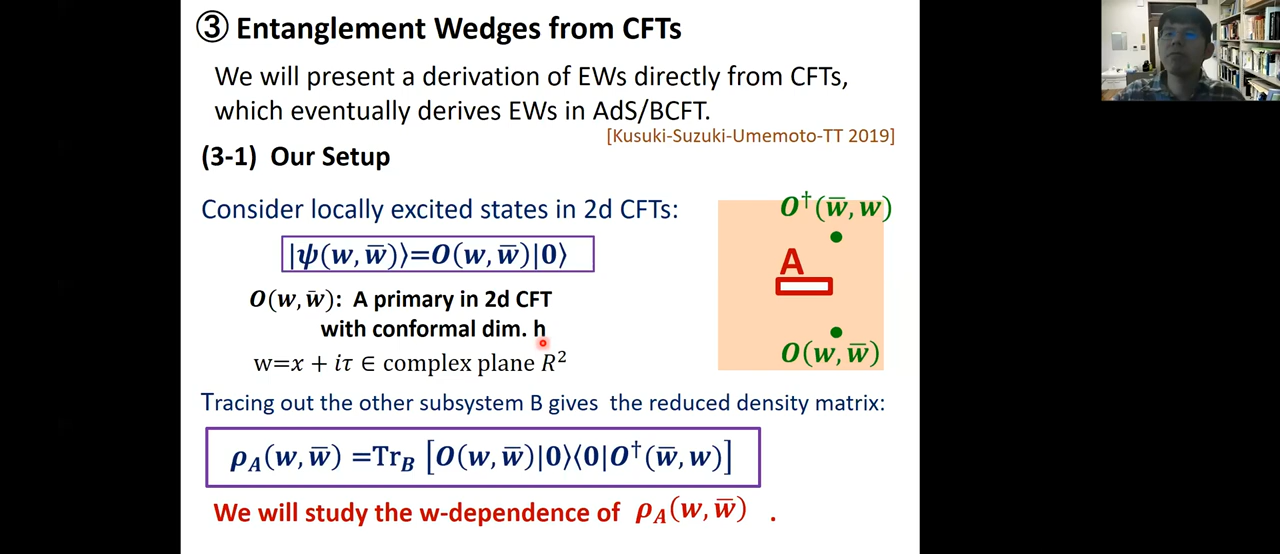 ③ Entanglement Wedges from CFTs
We will present a derivation of EWs directly from CFTs,
which eventually derives EWs in AdS/BCFT.
[Kusuki-Suzuki-Umemoto-TT 2019]
(3-1) Our Setup
Consider locally excited states in 2d CFTs:
|ψ(w, w̅)⟩=O(w, w̅)|0⟩
O(w, w̅): A primary in 2d CFT
with conformal dim. h
w=x + iτ ∈ complex plane R²
O†(w̅, w)
A
O(w, w̅)
Tracing out the other subsystem B gives the reduced density matrix:
ρ_A(w, w̅) =Tr_B [O(w, w̅)|0⟩⟨0|O†(w̅, w)]
We will study the w-dependence of ρ_A(w, w̅) .